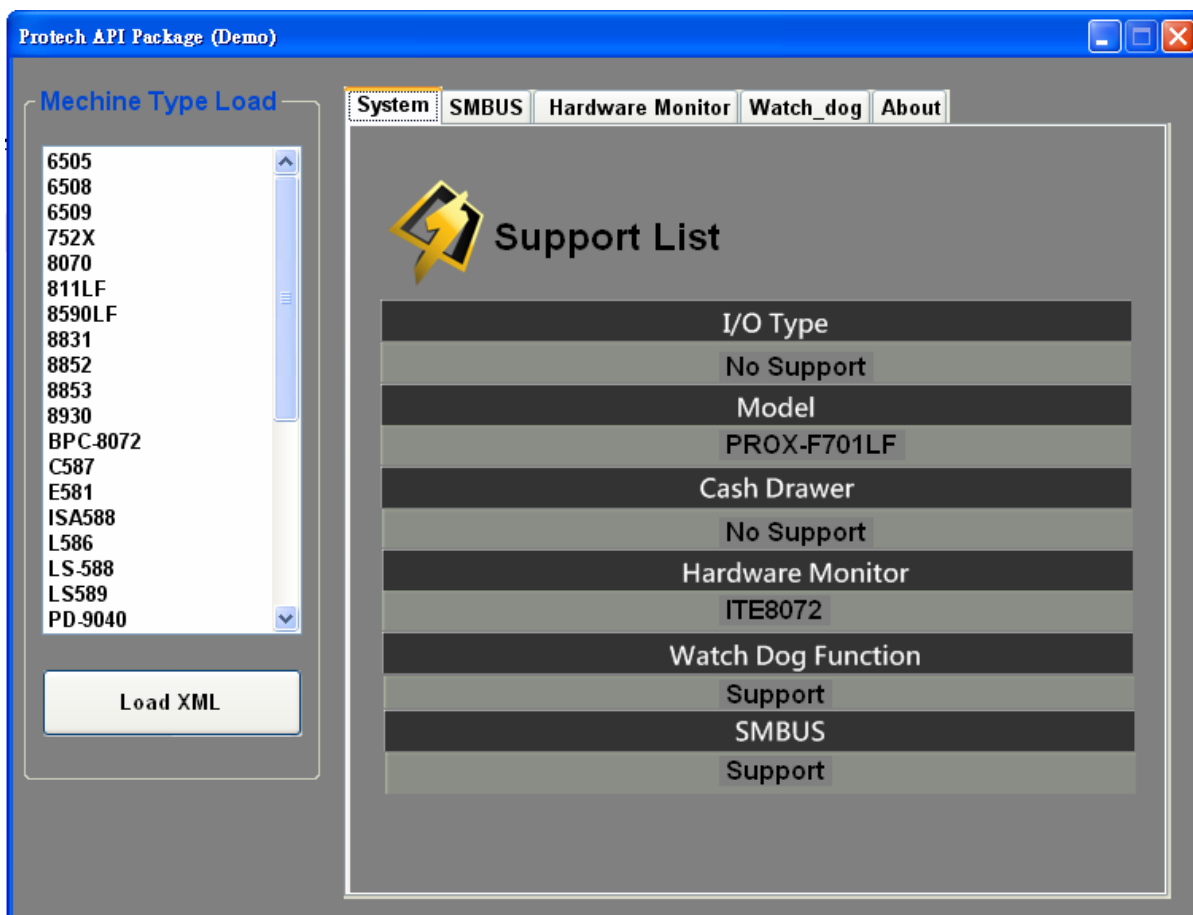 Protech API Package (Demo)
Mechine Type Load
6505
6508
6509
752X
8070
811LF
8590LF
8831
8852
8853
8930
BPC-8072
C587
E581
ISA588
L586
LS-588
LS589
PD-9040
Load XML
System SMBUS Hardware Monitor Watch_dog About
Support List
I/O Type
No Support
Model
PROX-F701LF
Cash Drawer
No Support
Hardware Monitor
ITE8072
Watch Dog Function
Support
SMBUS
Support